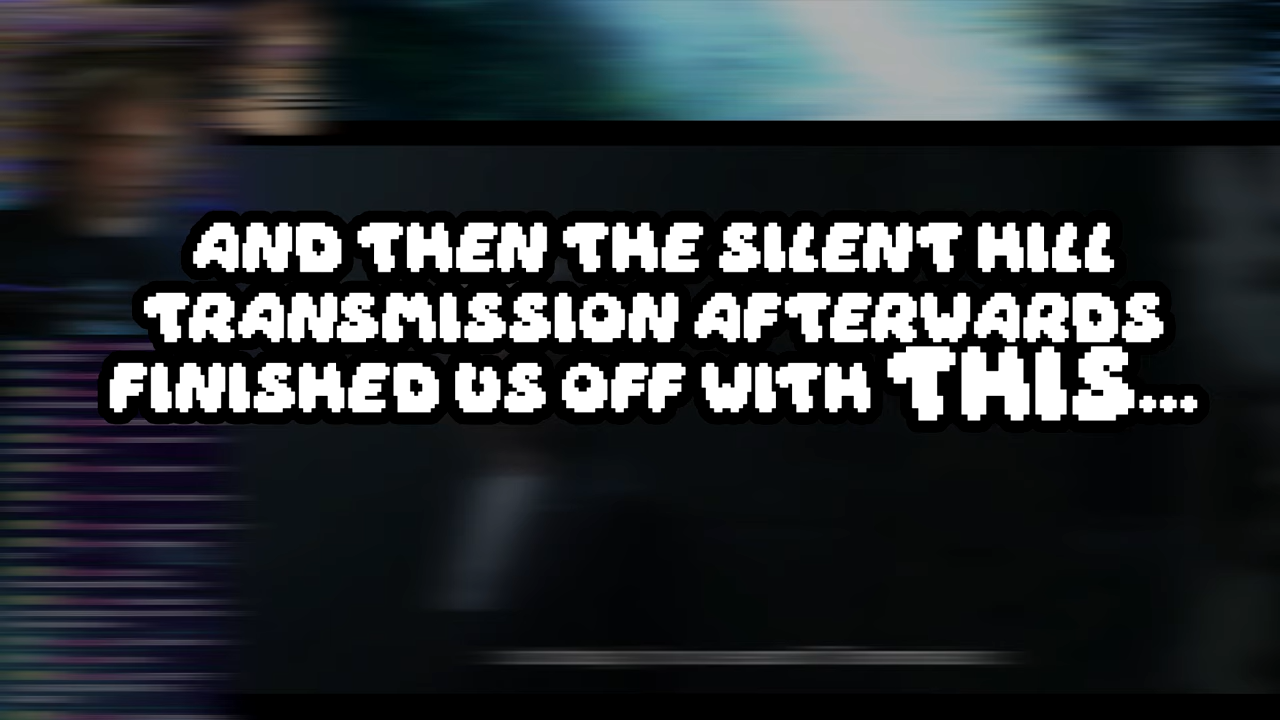 AND THEN THE SILENT HILL
TRANSMISSION AFTERWARDS
FINISHED US OFF WITH THIS...